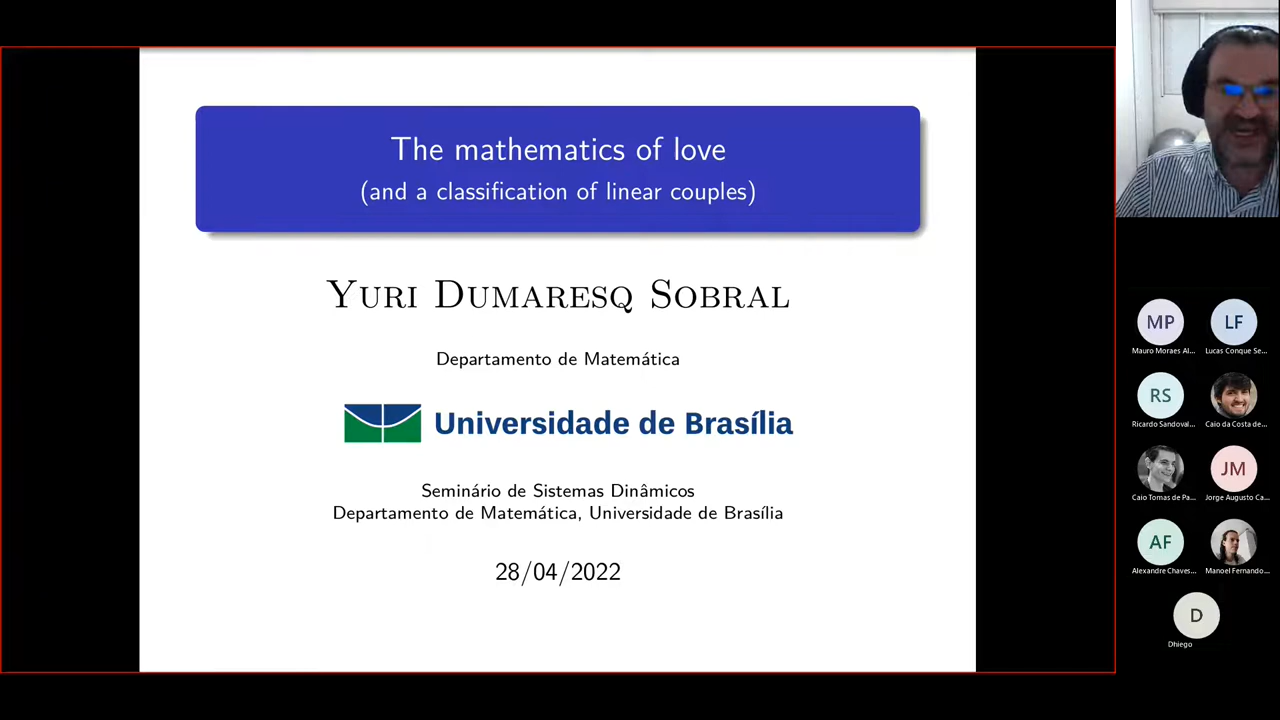 The mathematics of love
(and a classification of linear couples)
Yuri Dumaresq Sobral
Departamento de Matemática
Universidade de Brasília
Seminário de Sistemas Dinâmicos
Departamento de Matemática, Universidade de Brasília
28/04/2022
MP
LF
Mauro Moraes Al...
Lucas Conque Se...
RS
Ricardo Sandoval...
Caio da Costa de...
JM
Caio Tomas de Pa...
Jorge Augusto Ca...
AF
Alexandre Chaves...
Manoel Fernando...
D
Dhiego